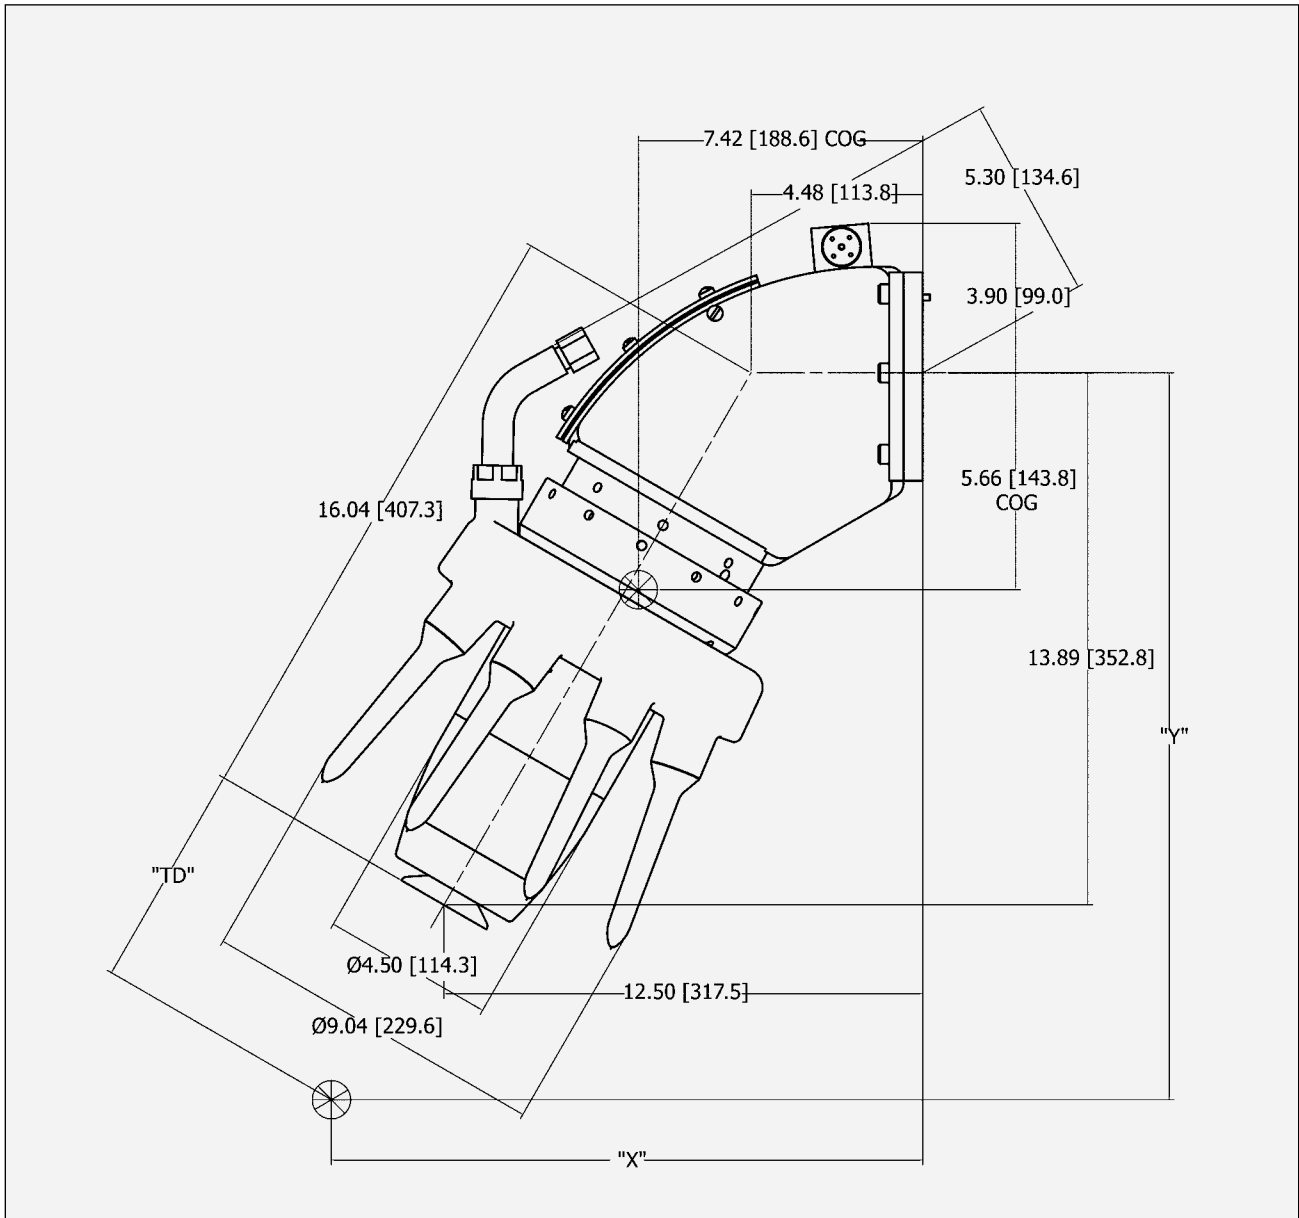 7.42 [188.6] COG
5.30 [134.6]
4.48 [113.8]
3.90 [99.0]
5.66 [143.8]
COG
16.04 [407.3]
13.89 [352.8]
"Y"
"TD"
Ø4.50 [114.3]
12.50 [317.5]
Ø9.04 [229.6]
"X"